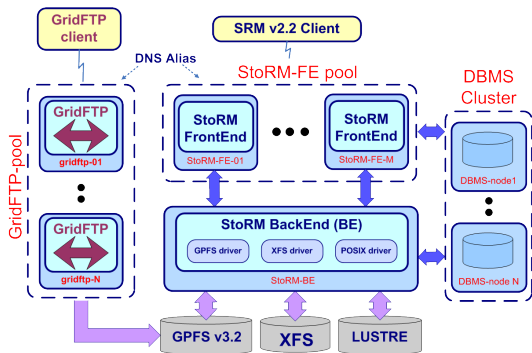 GridFTP
client
SRM v2.2 Client
DNS Alias
StoRM-FE pool
DBMS
Cluster
GridFTP-pool
GridFTP
gridftp-01
GridFTP
gridftp-N
StoRM
FrontEnd
StoRM-FE-01
StoRM
FrontEnd
StoRM-FE-M
DBMS-node1
DBMS-node N
StoRM BackEnd (BE)
GPFS driver
XFS driver
POSIX driver
StoRM-BE
GPFS v3.2
XFS
LUSTRE